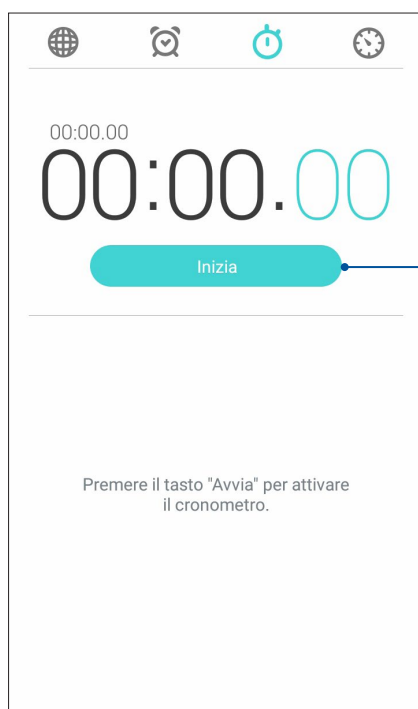 00:00.00
00:00.00
Inizia
Premere il tasto "Avvia" per attivare
il cronometro.